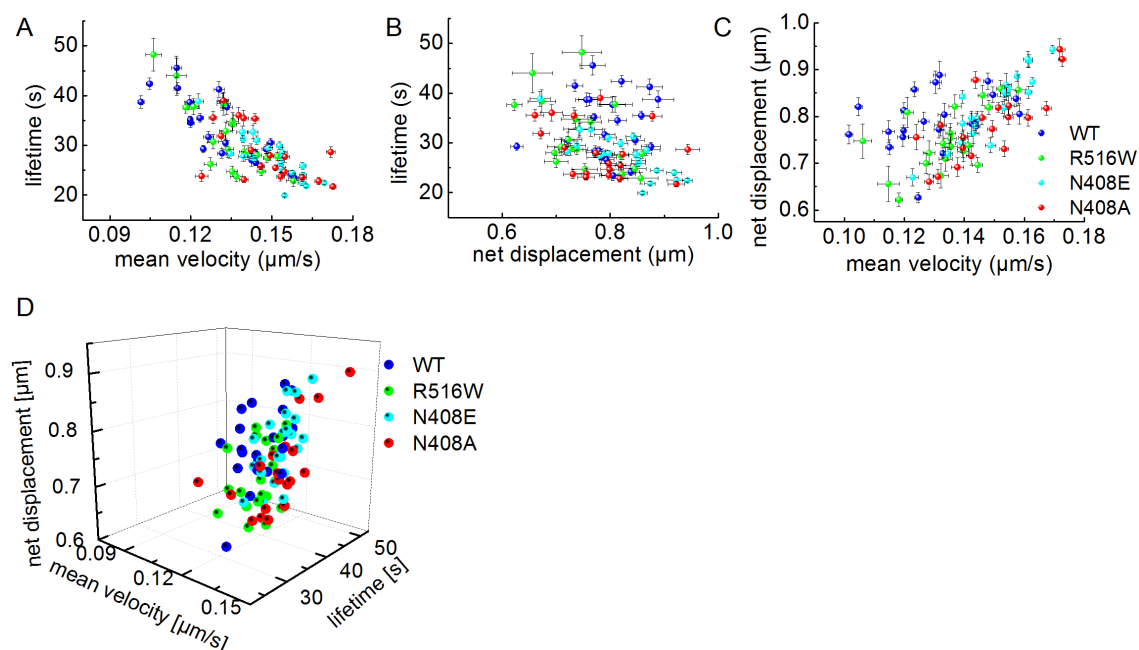 A
lifetime (s)
50
40
30
20
0.09 0.12 0.15 0.18
mean velocity (µm/s)
B
lifetime (s)
50
40
30
20
0.6 0.8 1.0
net displacement (µm)
C
net displacement (µm)
1.0
0.9
0.8
0.7
0.6
0.10 0.12 0.14 0.16 0.18
mean velocity (µm/s)
WT
R516W
N408E
N408A
D
net displacement [µm]
0.9
0.8
0.7
0.6
0.09
0.12
0.15
mean velocity [µm/s]
30
40
50
lifetime [s]
WT
R516W
N408E
N408A